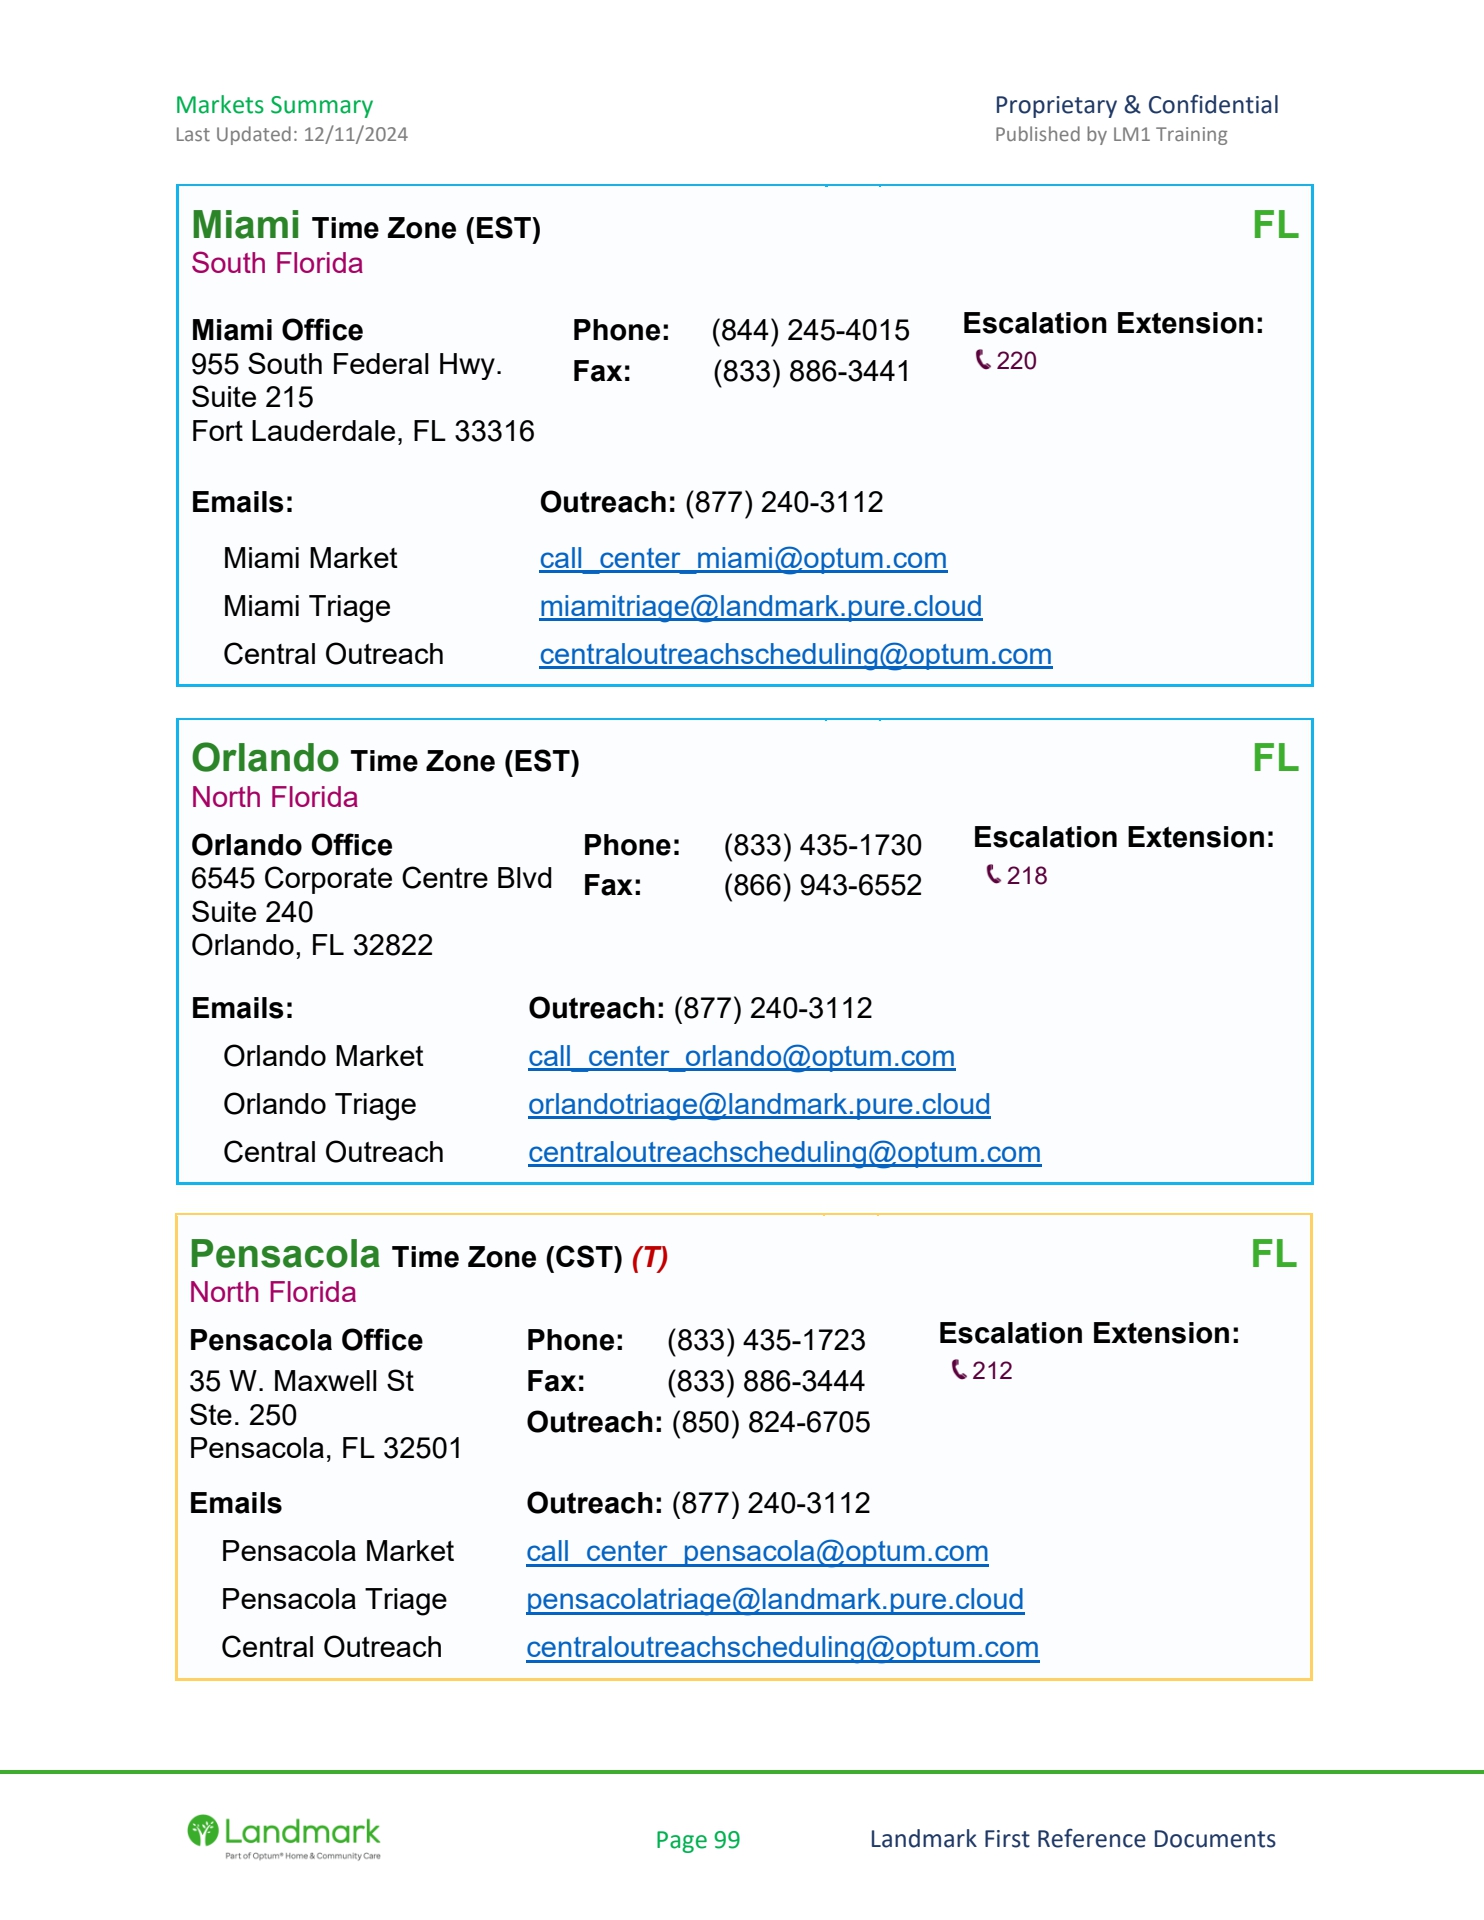 Markets Summary Proprietary & Confidential
Last Updated: 12/11/2024 Published by LM1 Training
Miami Time Zone (EST) FL
South Florida
Miami Office Phone: (844) 245-4015 Escalation Extension:
955 South Federal Hwy. Fax: (833) 886-3441 220
Suite 215
Fort Lauderdale, FL 33316
Emails: Outreach: (877) 240-3112
Miami Market call_center_miami@optum.com
Miami Triage miamitriage@landmark.pure.cloud
Central Outreach centraloutreachscheduling@optum.com
Orlando Time Zone (EST) FL
North Florida
Orlando Office Phone: (833) 435-1730 Escalation Extension:
6545 Corporate Centre Blvd Fax: (866) 943-6552 218
Suite 240
Orlando, FL 32822
Emails: Outreach: (877) 240-3112
Orlando Market call_center_orlando@optum.com
Orlando Triage orlandotriage@landmark.pure.cloud
Central Outreach centraloutreachscheduling@optum.com
Pensacola Time Zone (CST) (T) FL
North Florida
Pensacola Office Phone: (833) 435-1723 Escalation Extension:
35 W. Maxwell St Fax: (833) 886-3444 212
Ste. 250 Outreach: (850) 824-6705
Pensacola, FL 32501
Emails Outreach: (877) 240-3112
Pensacola Market call_center_pensacola@optum.com
Pensacola Triage pensacolatriage@landmark.pure.cloud
Central Outreach centraloutreachscheduling@optum.com
Landmark Page 99 Landmark First Reference Documents
Part of Optum® Home & Community Care